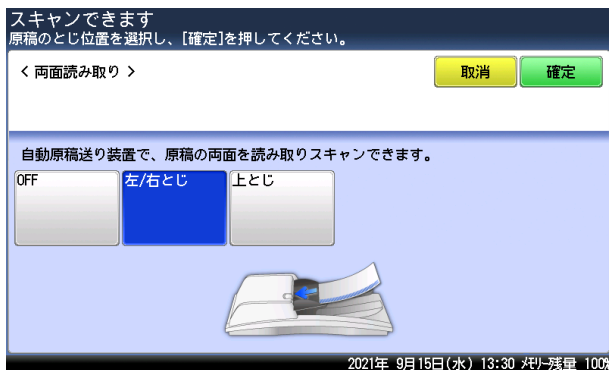 スキャンできます
原稿のとじ位置を選択し、[確定]を押してください。
< 両面読み取り >
取消
確定
自動原稿送り装置で、原稿の両面を読み取りスキャンできます。
OFF
左/右とじ
上とじ
2021年 9月15日(水) 13:30 メモリー残量 100%